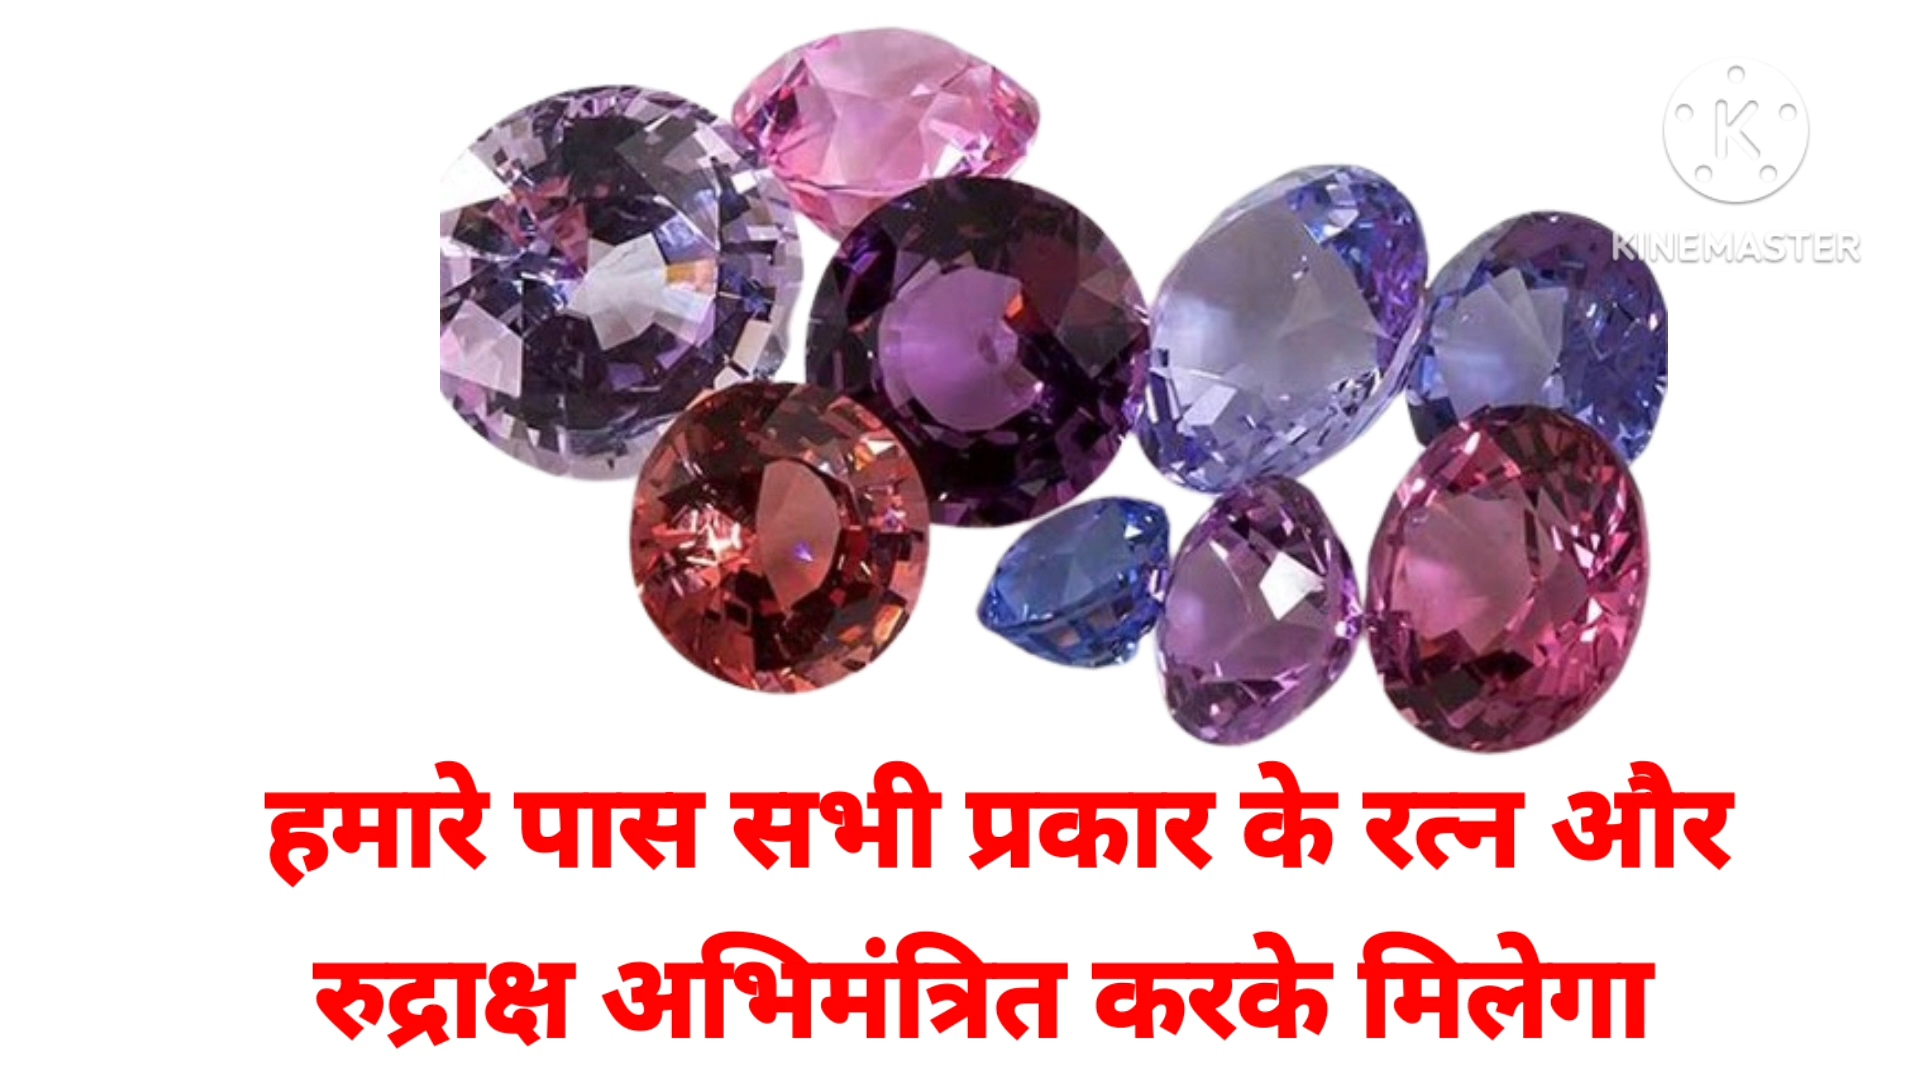 K
KINEMASTER
हमारे पास सभी प्रकार के रत्न और
रुद्राक्ष अभिमंत्रित करके मिलेगा